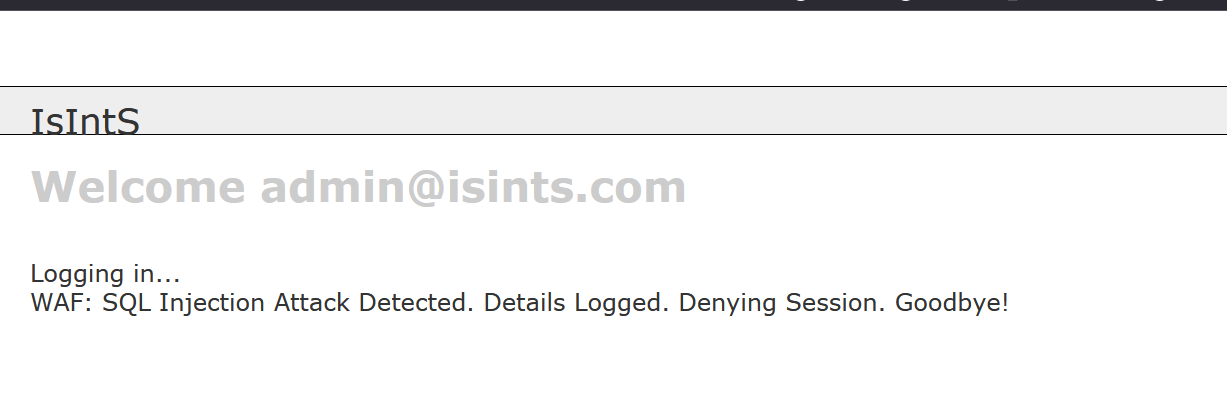 IsIntS
Welcome admin@isints.com
Logging in...
WAF: SQL Injection Attack Detected. Details Logged. Denying Session. Goodbye!